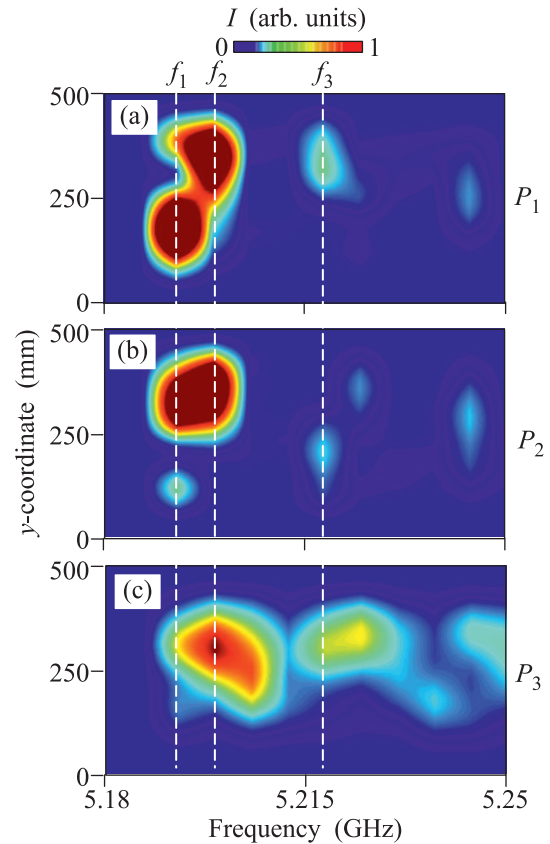 I (arb. units)
0 1
f1 f2 f3
500
(a)
250
P1
0
500
(b)
250
P2
0
y-coordinate (mm)
500
(c)
250
P3
0
5.18 5.215 5.25
Frequency (GHz)